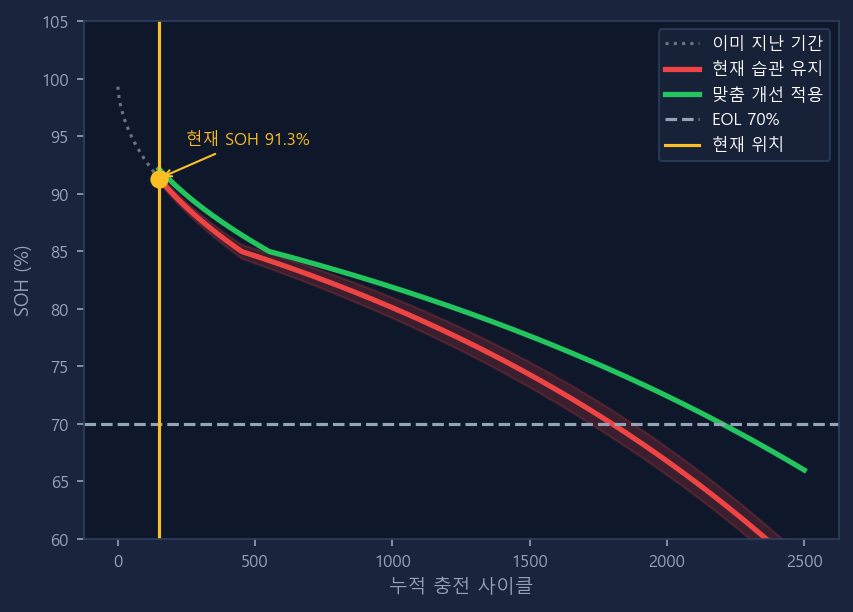 105
100
95
90
85
80
75
70
65
60
SOH (%)
현재 SOH 91.3%
이미 지난 기간
현재 습관 유지
맞춤 개선 적용
EOL 70%
현재 위치
0
500
1000
1500
2000
2500
누적 충전 사이클